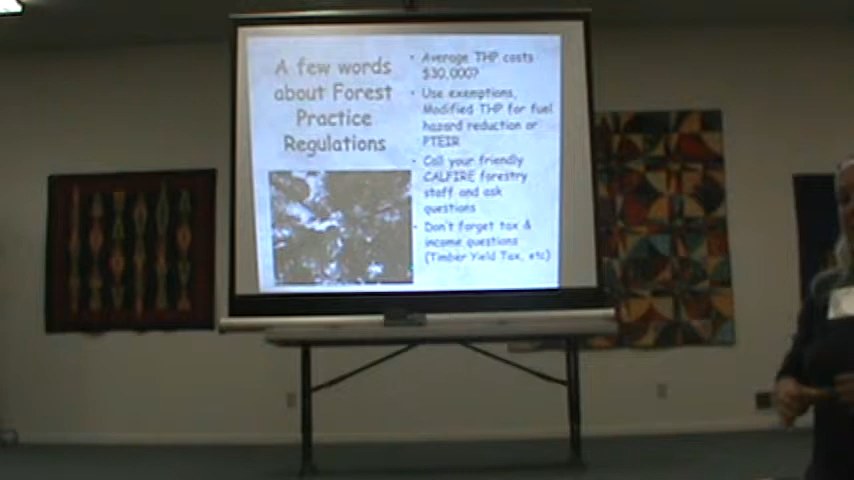 A few words
about Forest
Practice
Regulations
• Average THP costs
$30,000?
• Use exemptions,
Modified THP for fuel
hazard reduction or
PTEIR
• Call your friendly
CALFIRE forestry
staff and ask
questions
• Don't forget tax &
income questions
(Timber Yield Tax, etc)